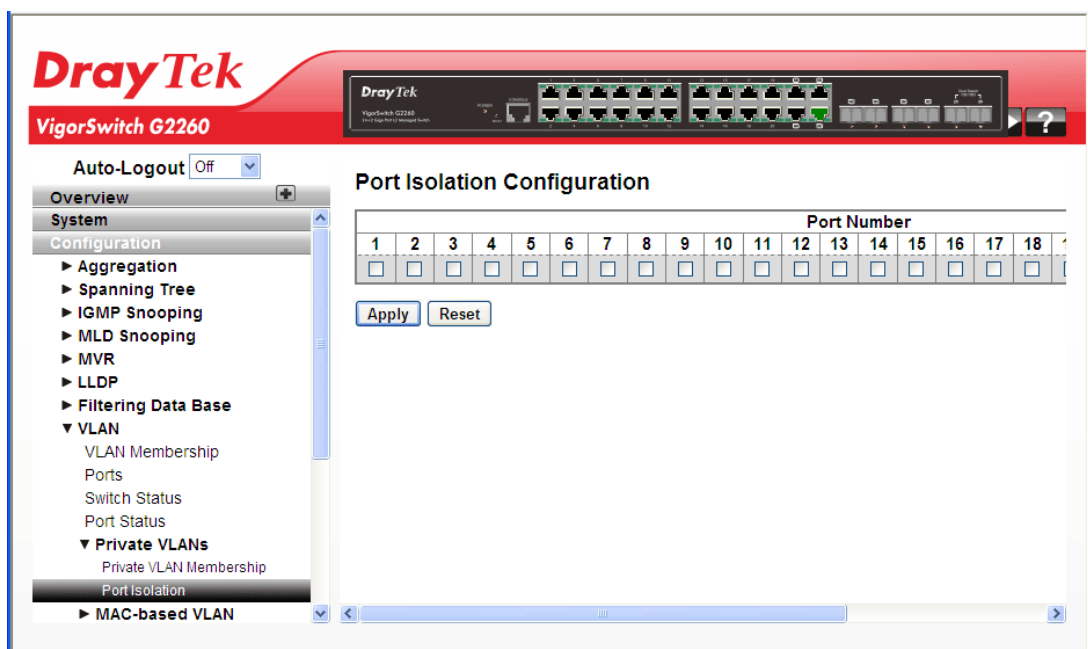 DrayTek
VigorSwitch G2260
DrayTek
VigorSwitch G2260
POWER
CONSOLE
?
Auto-Logout Off
Overview
System
Configuration
► Aggregation
► Spanning Tree
► IGMP Snooping
► MLD Snooping
► MVR
► LLDP
► Filtering Data Base
▼ VLAN
VLAN Membership
Ports
Switch Status
Port Status
▼ Private VLANs
Private VLAN Membership
Port Isolation
► MAC-based VLAN
Port Isolation Configuration
Port Number
1 2 3 4 5 6 7 8 9 10 11 12 13 14 15 16 17 18
Apply Reset